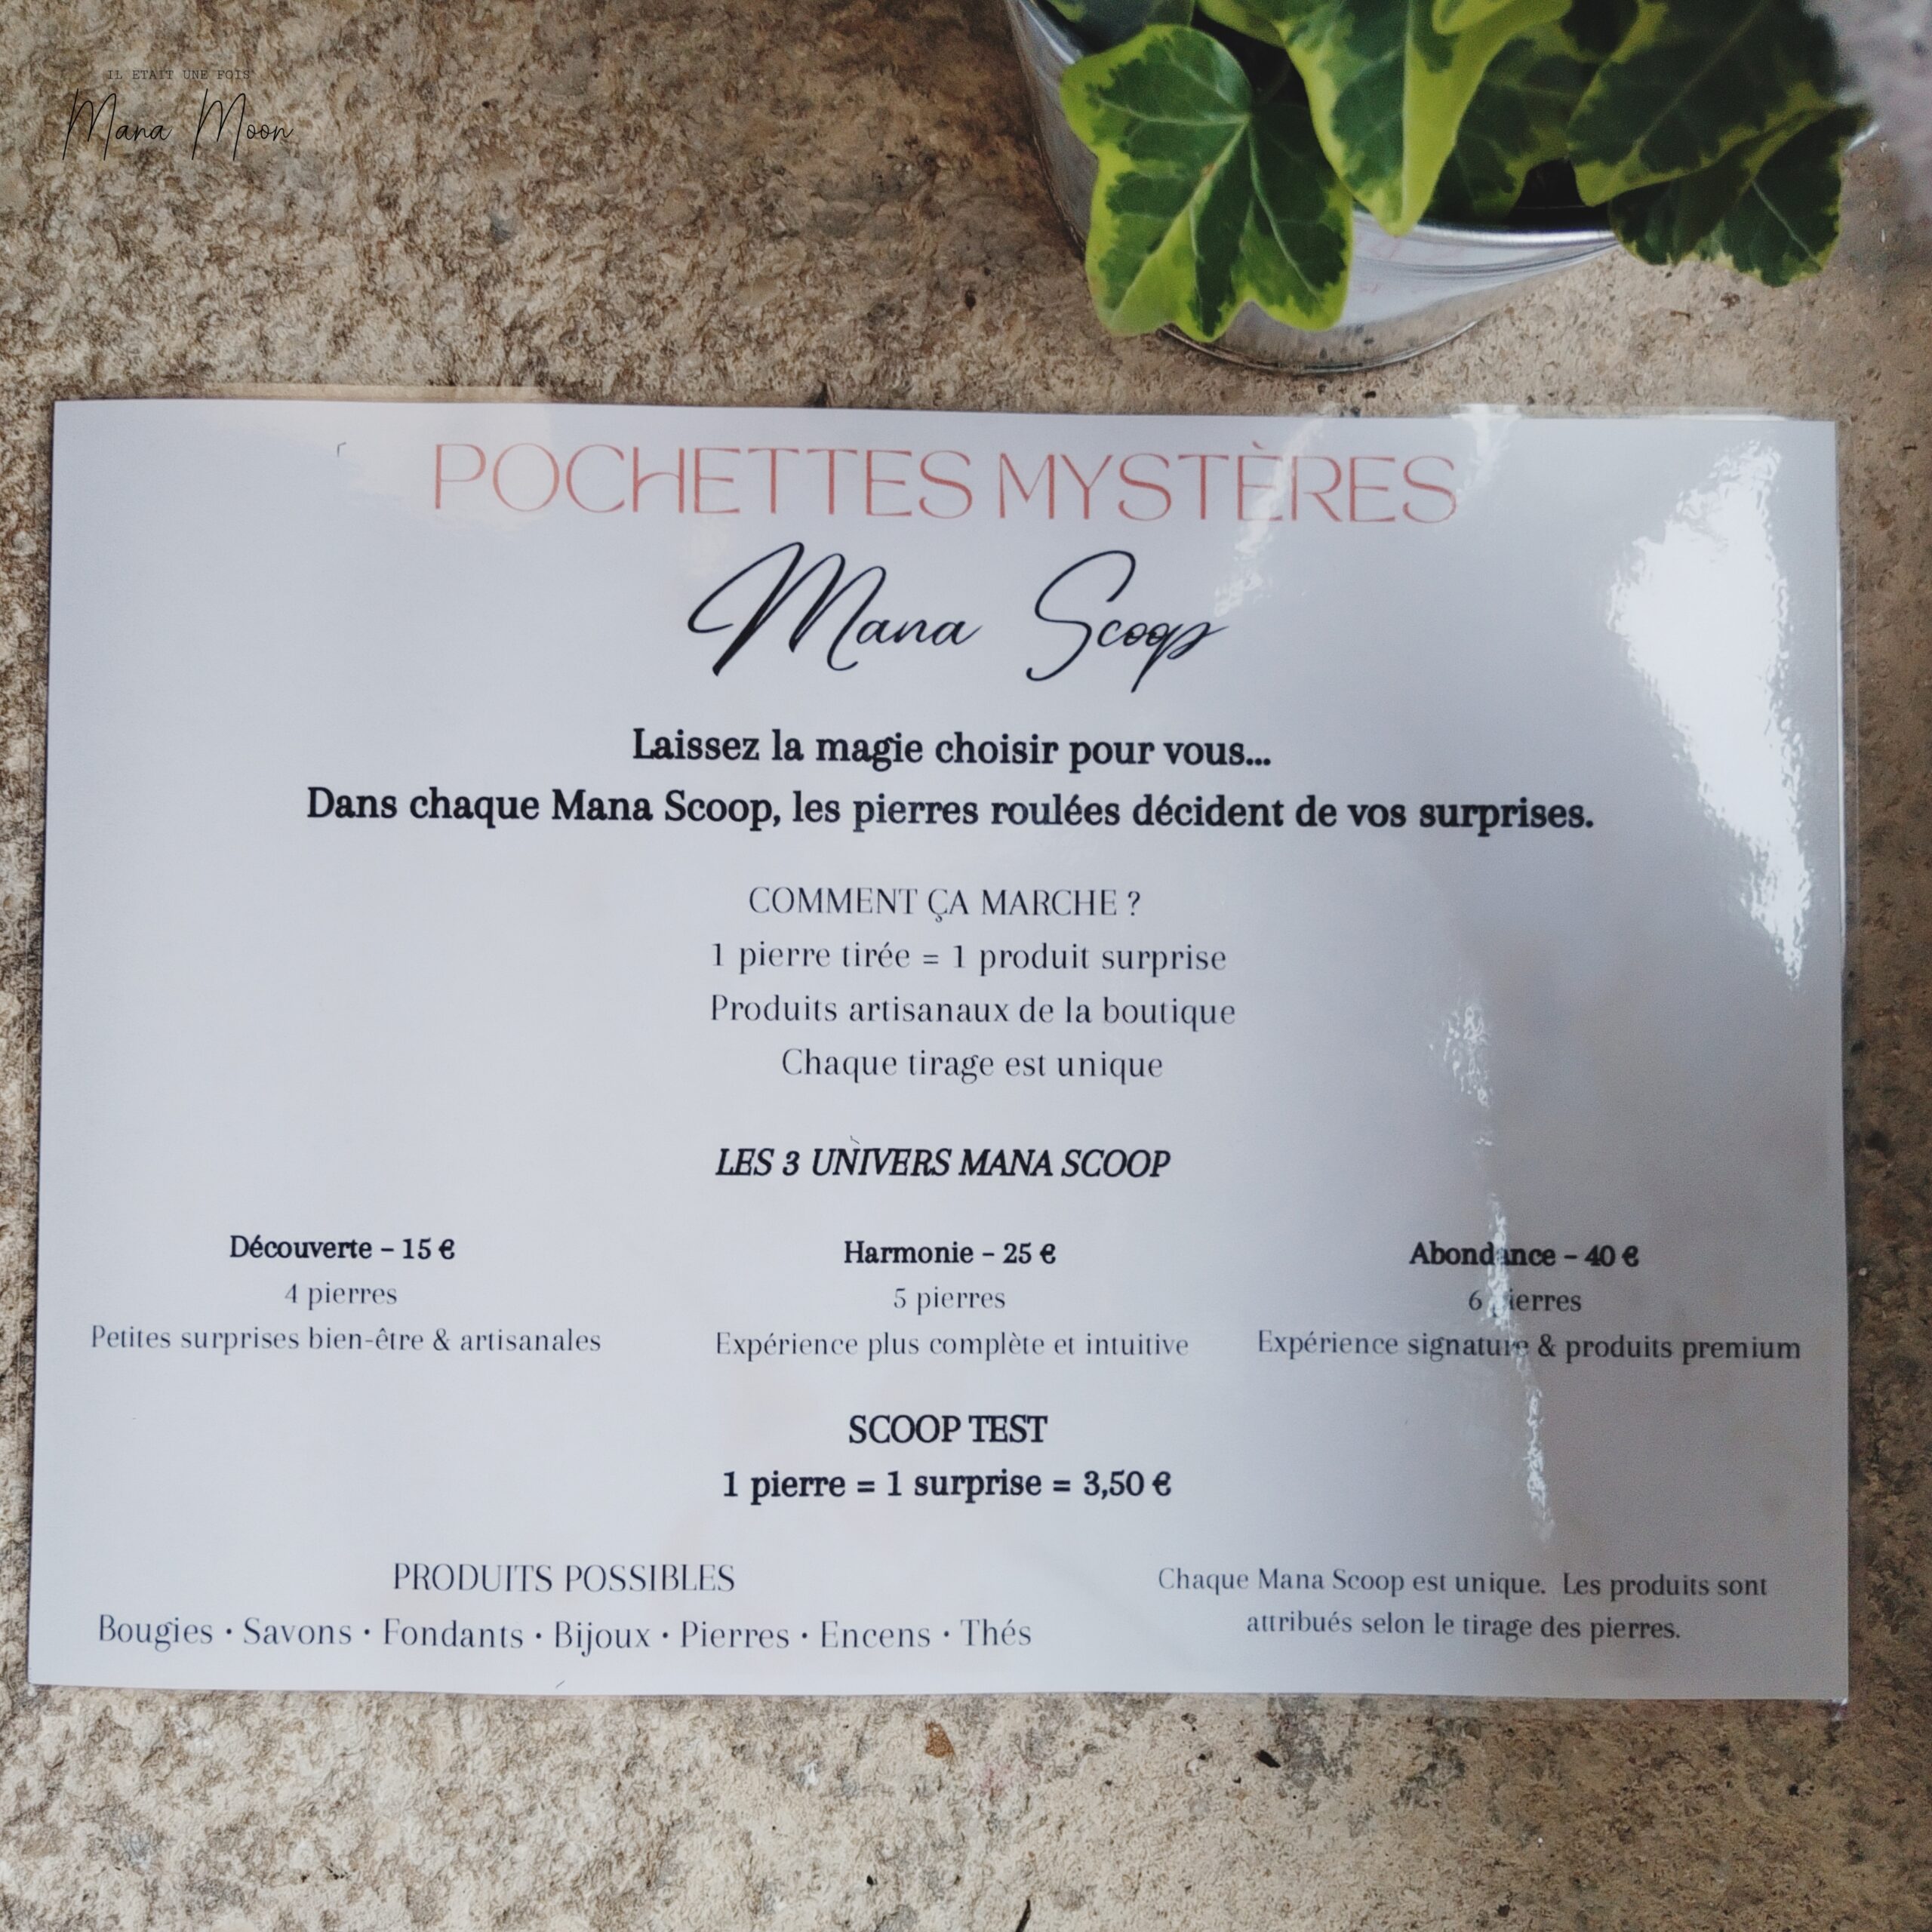 IL ETAIT UNE FOIS
Mana Moon
POCHETTES MYSTÈRES
Mana Scoop
Laissez la magie choisir pour vous...
Dans chaque Mana Scoop, les pierres roulées décident de vos surprises.
COMMENT ÇA MARCHE ?
1 pierre tirée = 1 produit surprise
Produits artisanaux de la boutique
Chaque tirage est unique
LES 3 UNIVERS MANA SCOOP
Découverte – 15 €
4 pierres
Petites surprises bien-être & artisanales
Harmonie – 25 €
5 pierres
Expérience plus complète et intuitive
Abondance – 40 €
6 pierres
Expérience signature & produits premium
SCOOP TEST
1 pierre = 1 surprise = 3,50 €
PRODUITS POSSIBLES
Bougies • Savons • Fondants • Bijoux • Pierres • Encens • Thés
Chaque Mana Scoop est unique. Les produits sont
attribués selon le tirage des pierres.